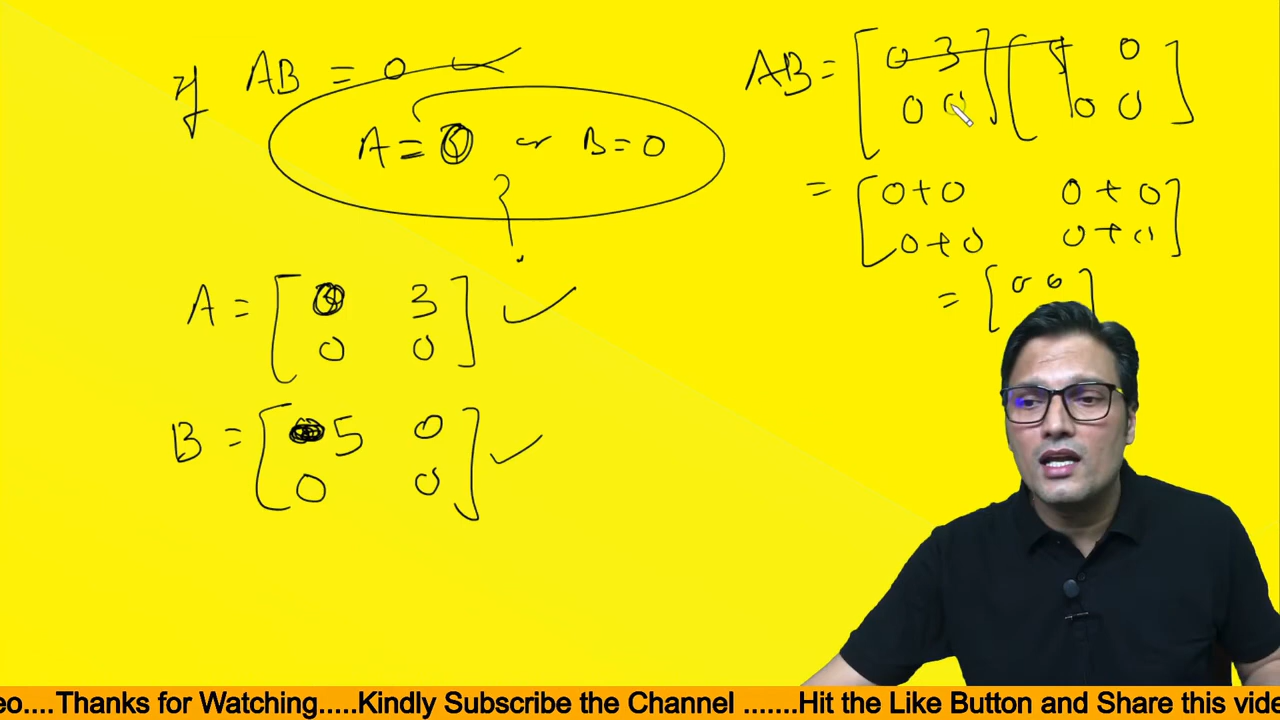 if AB = 0
A = 0 or B = 0
?
A = [ 0 3
0 0 ]
B = [ 5 0
0 0 ]
AB = [ 0 3 ] [ 5 0 ]
0 0 0 0
= [ 0+0 0+0 ]
0+0 0+0
= [ 0 0 ]
eo....Thanks for Watching.....Kindly Subscribe the Channel .......Hit the Like Button and Share this vide